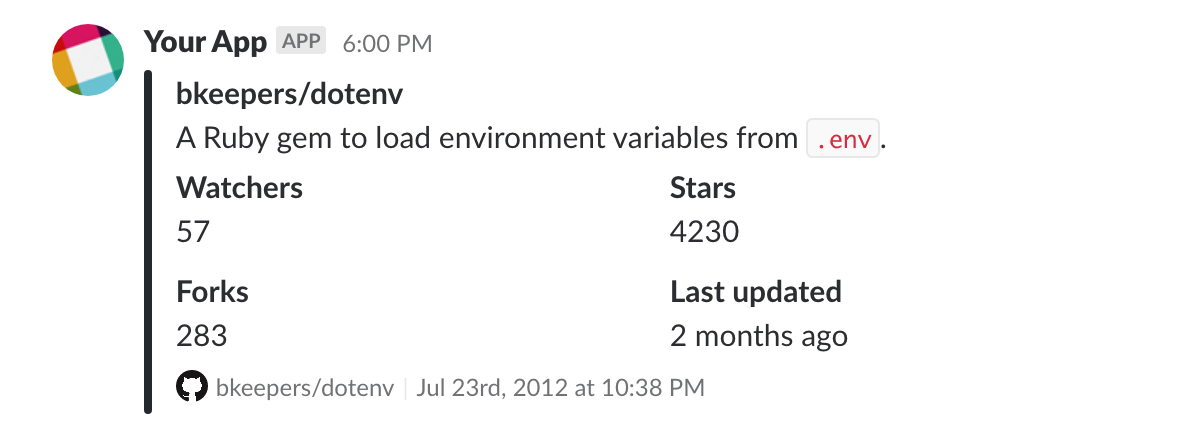 Your App APP 6:00 PM
bkeepers/dotenv
A Ruby gem to load environment variables from .env.
Watchers Stars
57 4230
Forks Last updated
283 2 months ago
bkeepers/dotenv | Jul 23rd, 2012 at 10:38 PM